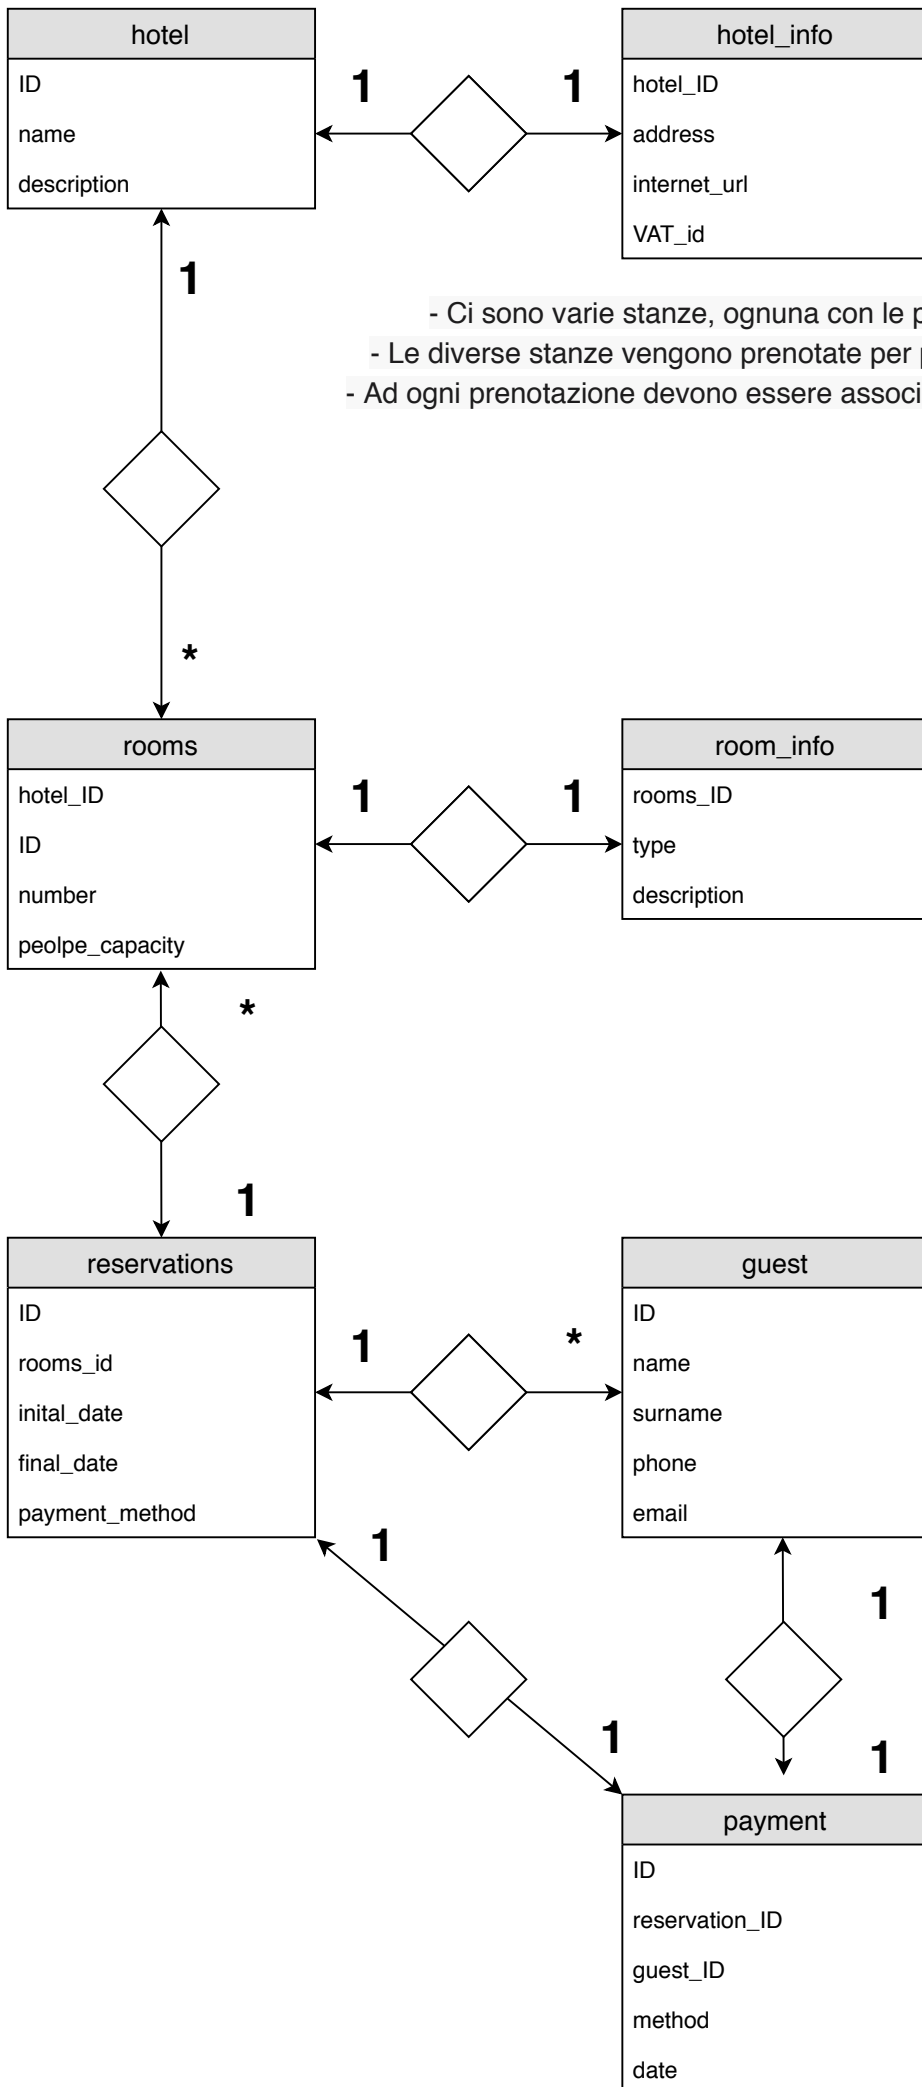 hotel
ID
name
description
1
1
hotel_info
hotel_ID
address
internet_url
VAT_id
1
- Ci sono varie stanze, ognuna con le
- Le diverse stanze vengono prenotate per
- Ad ogni prenotazione devono essere
*
rooms
hotel_ID
ID
number
peolpe_capacity
1
1
room_info
rooms_ID
type
description
*
1
reservations
ID
rooms_id
inital_date
final_date
payment_method
1
*
guest
ID
name
surname
phone
email
1
1
1
1
payment
ID
reservation_ID
guest_ID
method
date